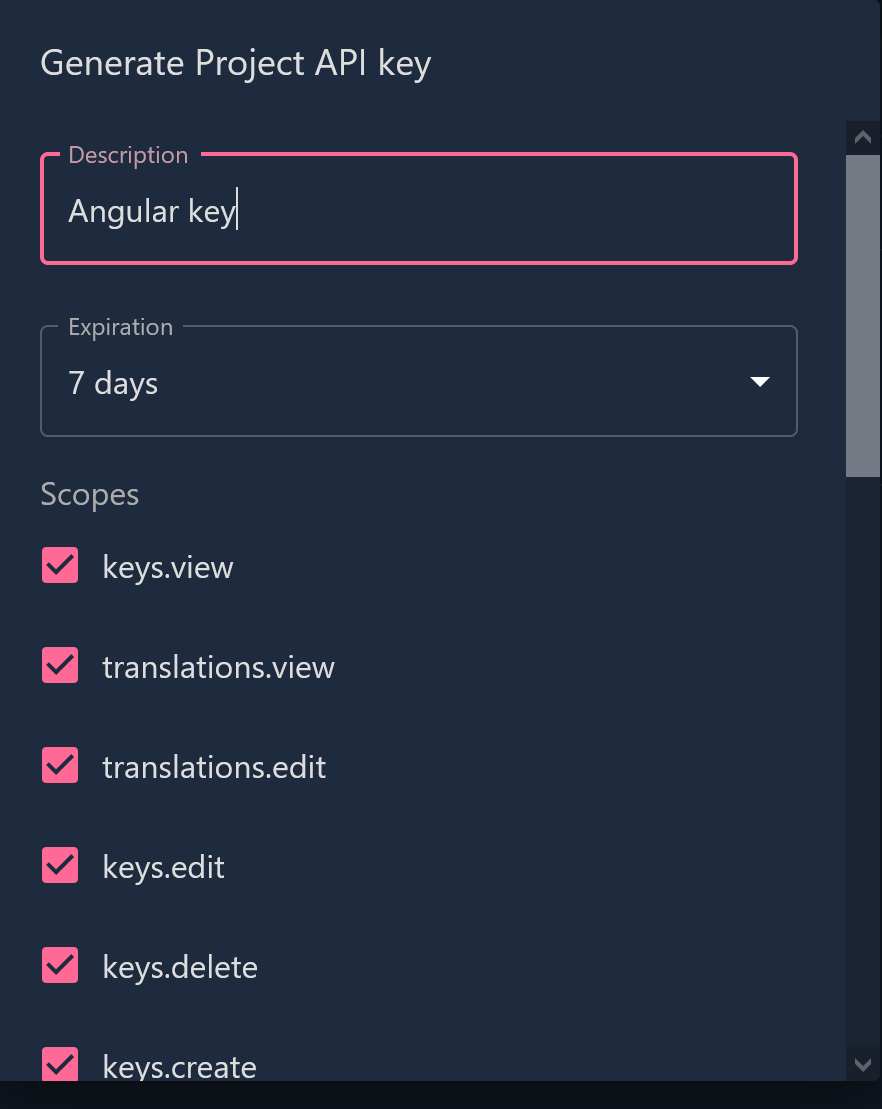 Generate Project API key
Description
Angular key
Expiration
7 days
Scopes
keys.view
translations.view
translations.edit
keys.edit
keys.delete
keys.create